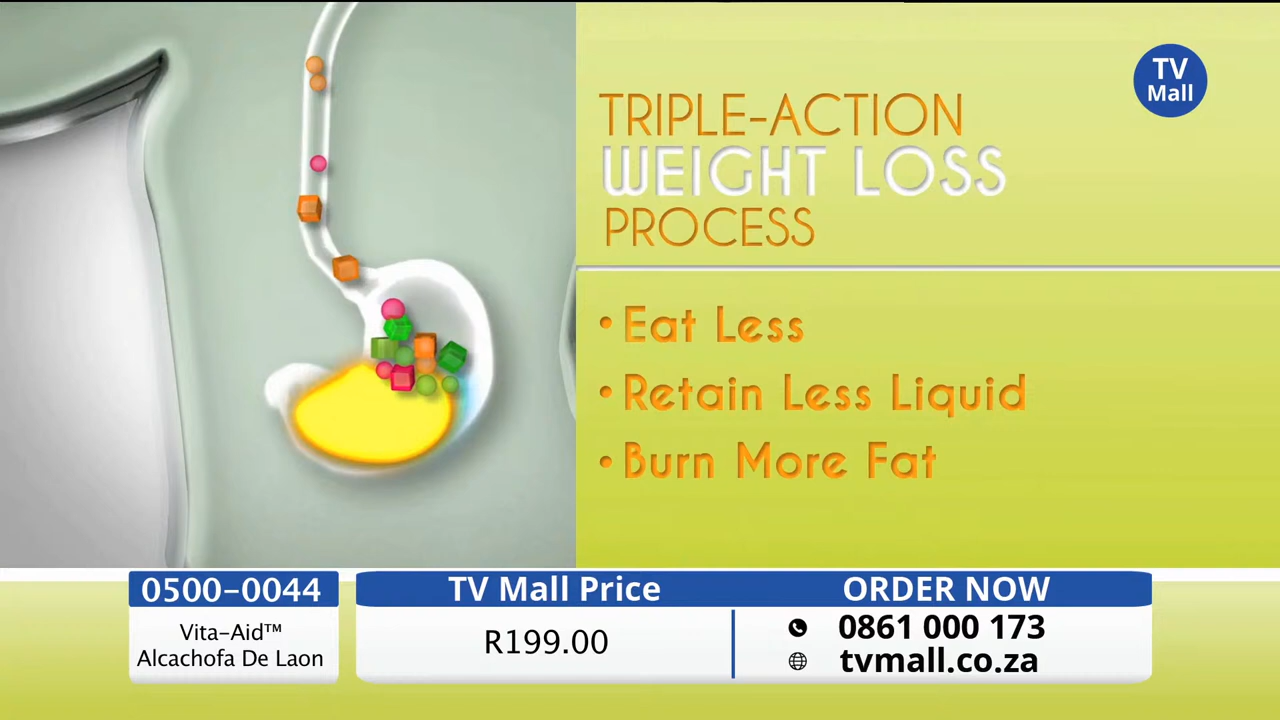 TV
Mall
TRIPLE-ACTION
WEIGHT LOSS
PROCESS
• Eat Less
• Retain Less Liquid
• Burn More Fat
0500-0044
Vita-Aid™
Alcachofa De Laon
TV Mall Price
R199.00
ORDER NOW
0861 000 173
tvmall.co.za